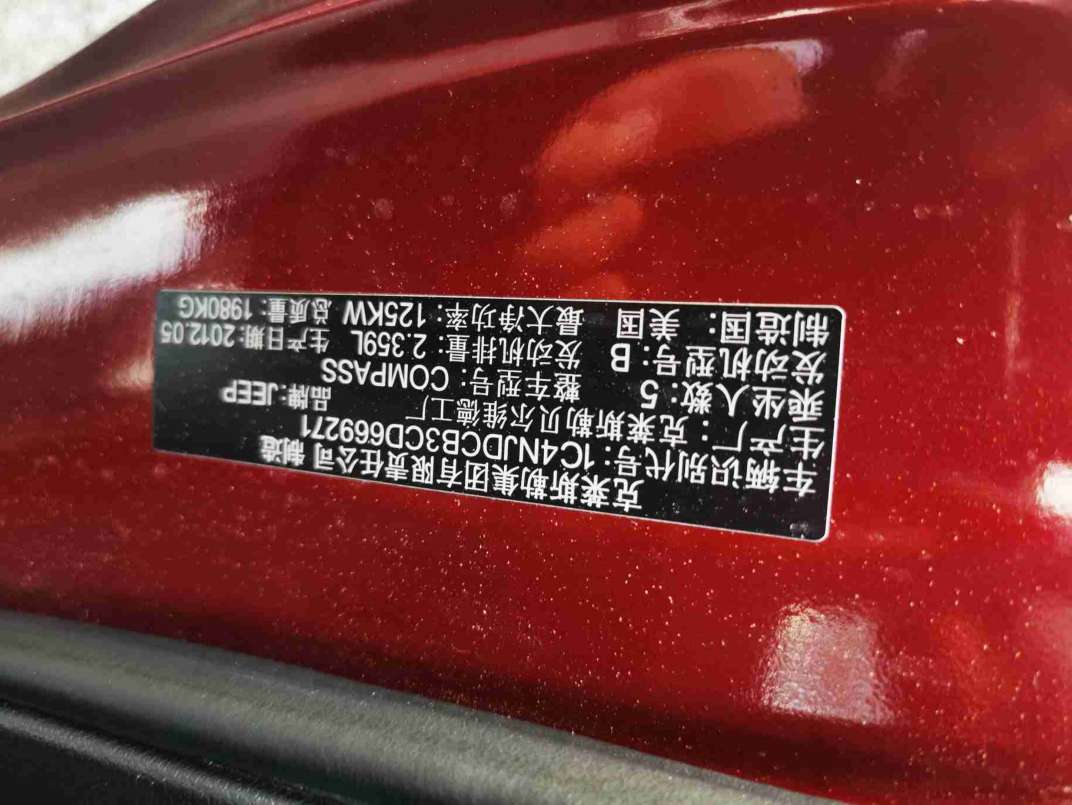 克莱斯勒集团有限责任公司 制造
车辆识别代号：1C4NJDCB3CD669271
生产厂：克莱斯勒贝尔维德工厂 品牌：JEEP
乘坐人数：5 整车型号：COMPASS
发动机型号：B 发动机排量：2.359L 生产日期：2012.05
制造国：美国 最大净功率：125KW 总质量：1980KG